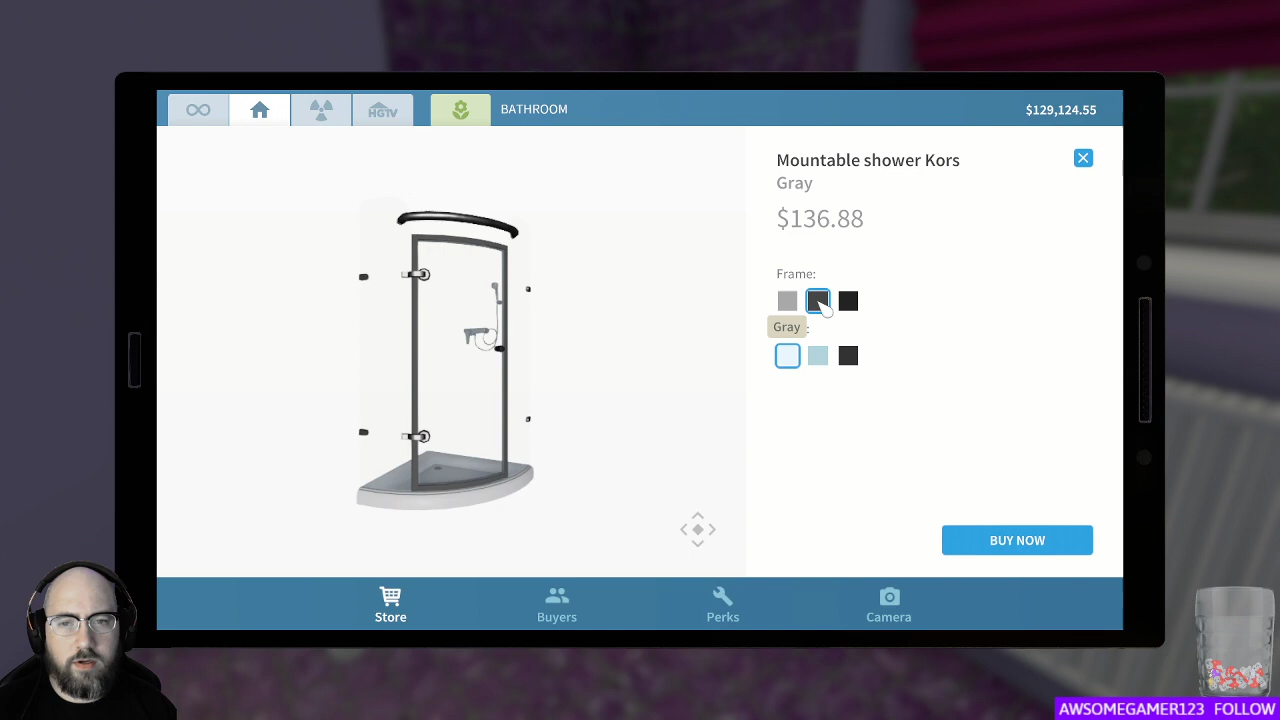 HGTV
BATHROOM
$129,124.55
Mountable shower Kors
Gray
$136.88
Frame:
Gray :
BUY NOW
Store
Buyers
Perks
Camera
AWSOMEGAMER123 FOLLOW